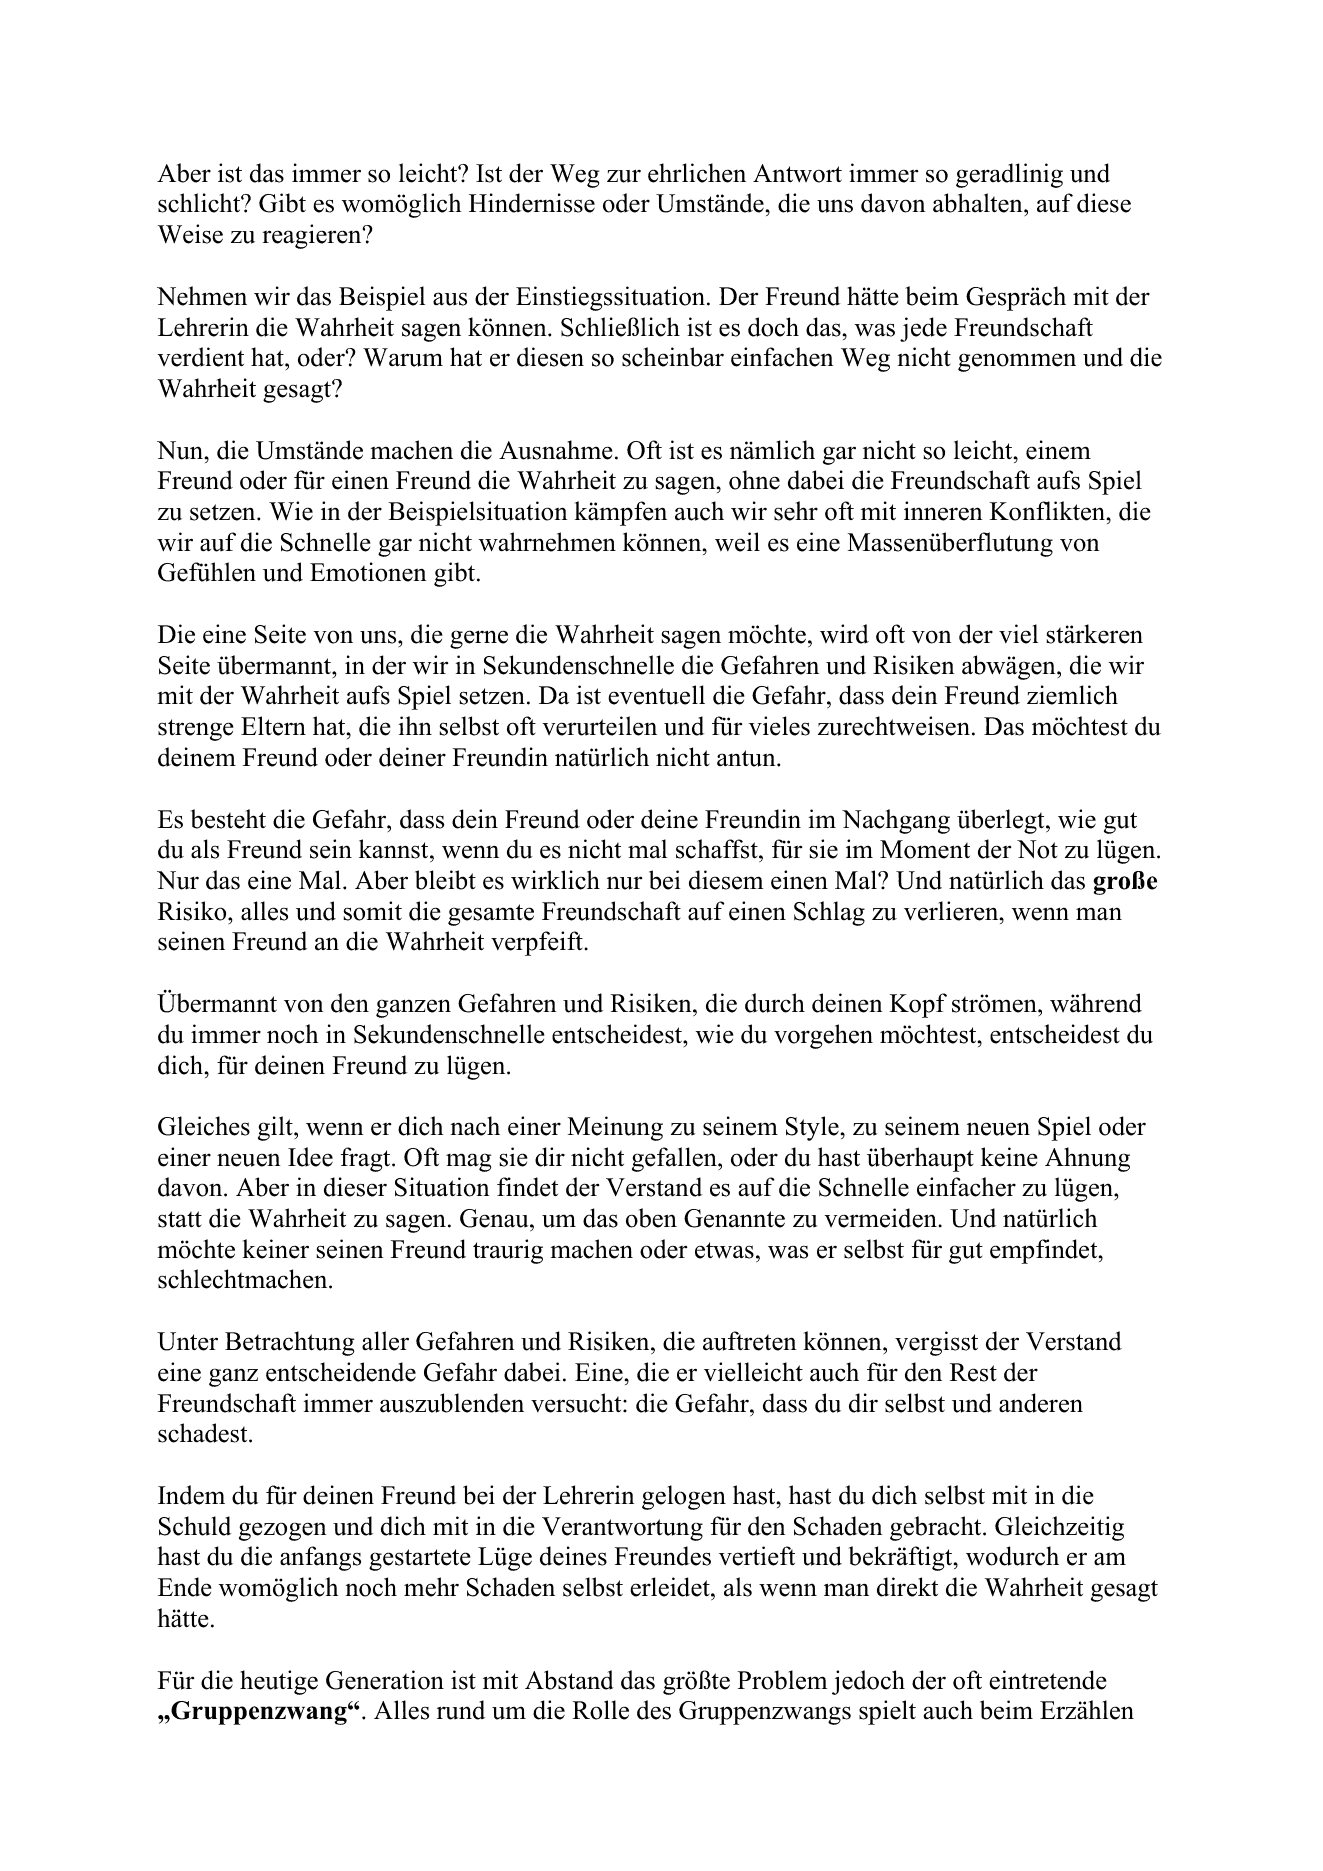 Aber ist das immer so leicht? Ist der Weg zur ehrlichen Antwort immer so geradlinig und
schlicht? Gibt es womöglich Hindernisse oder Umstände, die uns davon abhalten, auf diese
Weise zu reagieren?
Nehmen wir das Beispiel aus der Einstiegssituation. Der Freund hätte beim Gespräch mit der
Lehrerin die Wahrheit sagen können. Schließlich ist es doch das, was jede Freundschaft
verdient hat, oder? Warum hat er diesen so scheinbar einfachen Weg nicht genommen und die
Wahrheit gesagt?
Nun, die Umstände machen die Ausnahme. Oft ist es nämlich gar nicht so leicht, einem
Freund oder für einen Freund die Wahrheit zu sagen, ohne dabei die Freundschaft aufs Spiel
zu setzen. Wie in der Beispielsituation kämpfen auch wir sehr oft mit inneren Konflikten, die
wir auf die Schnelle gar nicht wahrnehmen können, weil es eine Massenüberflutung von
Gefühlen und Emotionen gibt.
Die eine Seite von uns, die gerne die Wahrheit sagen möchte, wird oft von der viel stärkeren
Seite übermannt, in der wir in Sekundenschnelle die Gefahren und Risiken abwägen, die wir
mit der Wahrheit aufs Spiel setzen. Da ist eventuell die Gefahr, dass dein Freund ziemlich
strenge Eltern hat, die ihn selbst oft verurteilen und für vieles zurechtweisen. Das möchtest du
deinem Freund oder deiner Freundin natürlich nicht antun.
Es besteht die Gefahr, dass dein Freund oder deine Freundin im Nachgang überlegt, wie gut
du als Freund sein kannst, wenn du es nicht mal schaffst, für sie im Moment der Not zu lügen.
Nur das eine Mal. Aber bleibt es wirklich nur bei diesem einen Mal? Und natürlich das große
Risiko, alles und somit die gesamte Freundschaft auf einen Schlag zu verlieren, wenn man
seinen Freund an die Wahrheit verpfeift.
Übermannt von den ganzen Gefahren und Risiken, die durch deinen Kopf strömen, während
du immer noch in Sekundenschnelle entscheidest, wie du vorgehen möchtest, entscheidest du
dich, für deinen Freund zu lügen.
Gleiches gilt, wenn er dich nach einer Meinung zu seinem Style, zu seinem neuen Spiel oder
einer neuen Idee fragt. Oft mag sie dir nicht gefallen, oder du hast überhaupt keine Ahnung
davon. Aber in dieser Situation findet der Verstand es auf die Schnelle einfacher zu lügen,
statt die Wahrheit zu sagen. Genau, um das oben Genannte zu vermeiden. Und natürlich
möchte keiner seinen Freund traurig machen oder etwas, was er selbst für gut empfindet,
schlechtmachen.
Unter Betrachtung aller Gefahren und Risiken, die auftreten können, vergisst der Verstand
eine ganz entscheidende Gefahr dabei. Eine, die er vielleicht auch für den Rest der
Freundschaft immer auszublenden versucht: die Gefahr, dass du dir selbst und anderen
schadest.
Indem du für deinen Freund bei der Lehrerin gelogen hast, hast du dich selbst mit in die
Schuld gezogen und dich mit in die Verantwortung für den Schaden gebracht. Gleichzeitig
hast du die anfangs gestartete Lüge deines Freundes vertieft und bekräftigt, wodurch er am
Ende womöglich noch mehr Schaden selbst erleidet, als wenn man direkt die Wahrheit gesagt
hätte.
Für die heutige Generation ist mit Abstand das größte Problem jedoch der oft eintretende
„Gruppenzwang“. Alles rund um die Rolle des Gruppenzwangs spielt auch beim Erzählen